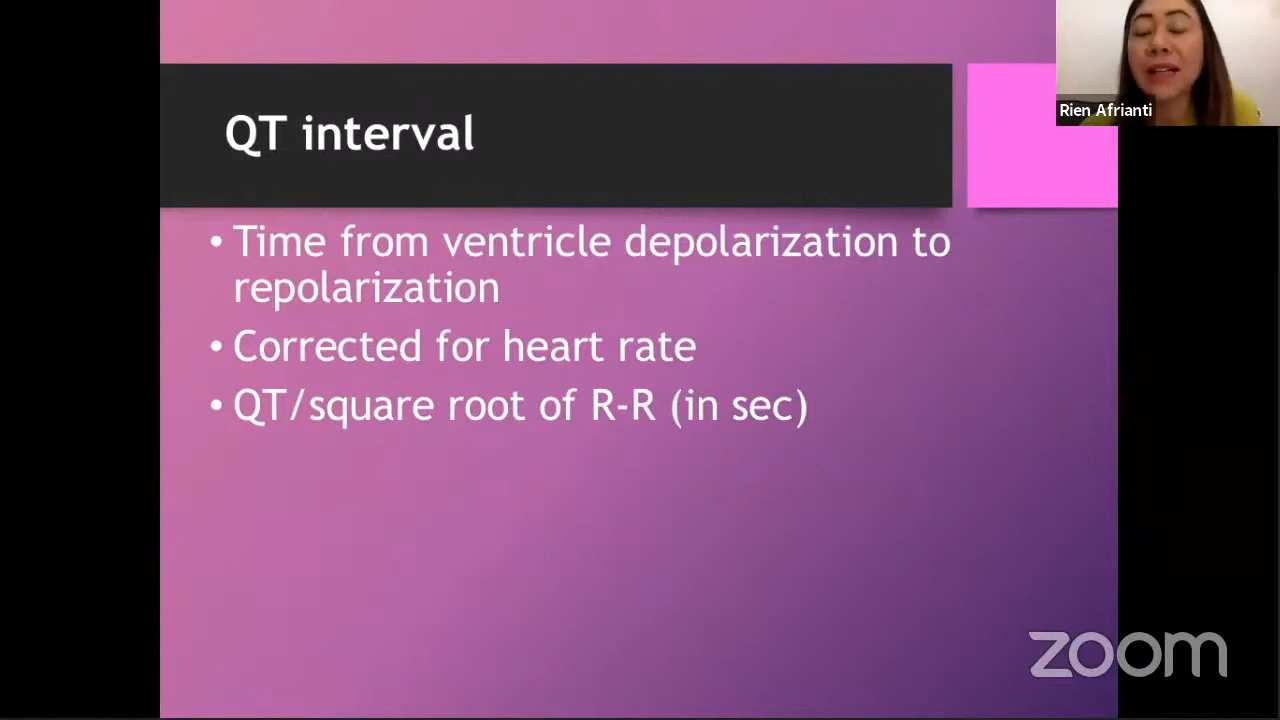 Rien Afrianti
QT interval
• Time from ventricle depolarization to
repolarization
• Corrected for heart rate
• QT/square root of R-R (in sec)
zoom